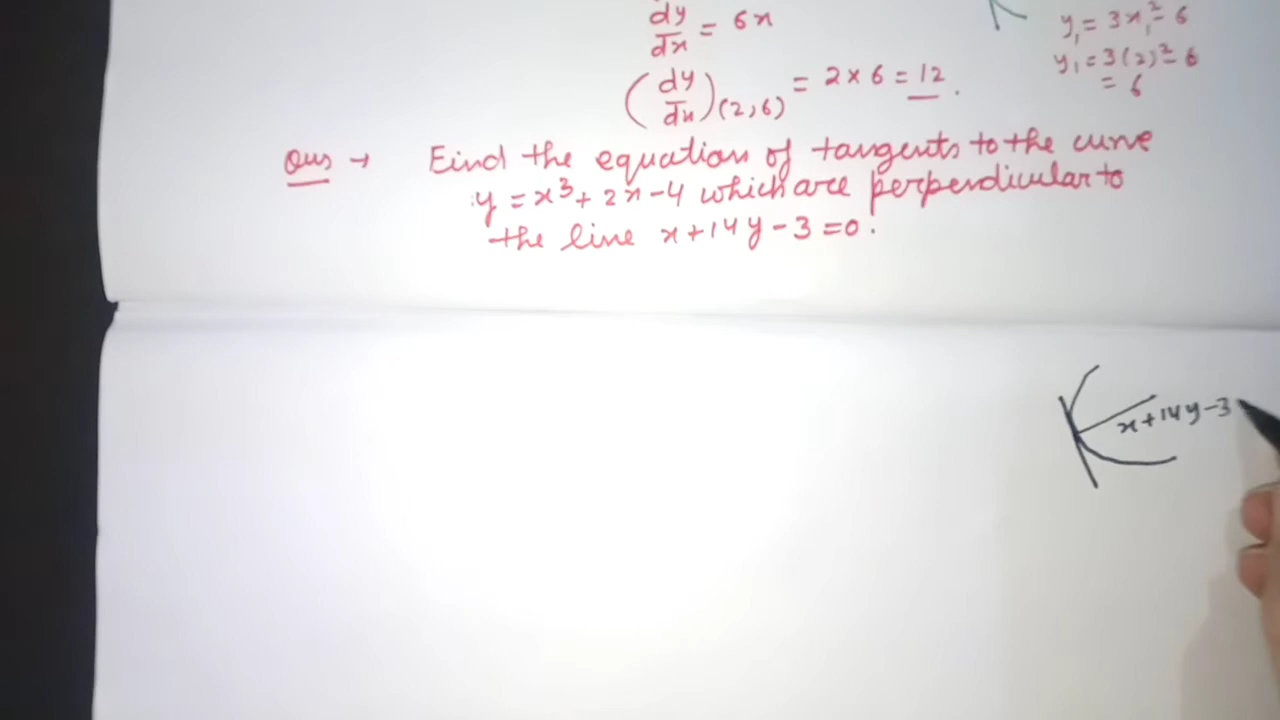 dy/dx = 6x
y₁ = 3x₁² - 6
y₁ = 3(2)² - 6
= 6
(dy/dx)(2,6) = 2 × 6 = 12.
Ques → Find the equation of tangents to the curve
y = x³ + 2x - 4 which are perpendicular to
the line x + 14y - 3 = 0.
x + 14y - 3